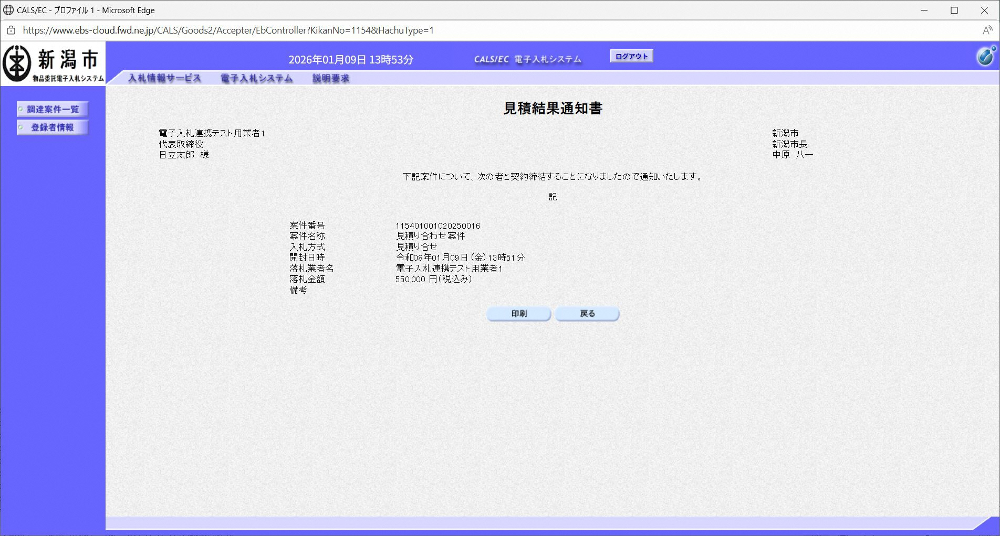 CALS/EC - プロファイル 1 - Microsoft Edge
https://www.ebs-cloud.fwd.ne.jp/CALS/Goods2/Accepter/EbController?KikanNo=1154&HachuType=1
新潟市
物品委託電子入札システム
2026年01月09日 13時53分
CALS/EC 電子入札システム
ログアウト
入札情報サービス 電子入札システム 説明要求
調達案件一覧
登録者情報
見積結果通知書
電子入札連携テスト用業者1
代表取締役
日立太郎 様
新潟市
新潟市長
中原 八一
下記案件について、次の者と契約締結することになりましたので通知いたします。
記
案件番号 115401001020250016
案件名称 見積り合わせ案件
入札方式 見積り合せ
開封日時 令和08年01月09日(金)13時51分
落札業者名 電子入札連携テスト用業者1
落札金額 550,000 円(税込み)
備考
印刷 戻る